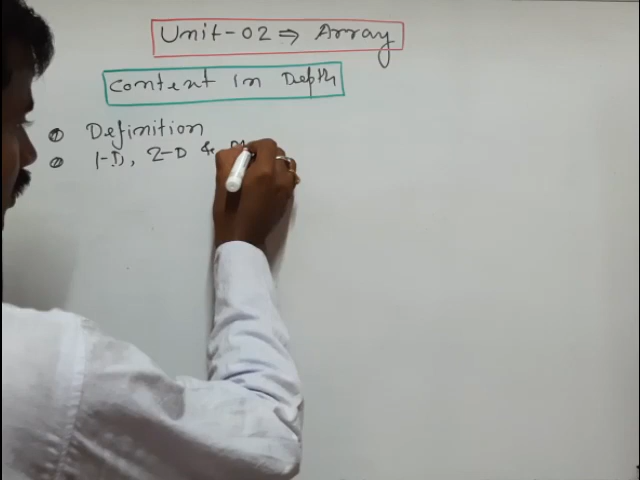 Unit-02 ⇒ Array
Content in Depth
① Definition
② 1-D, 2-D &